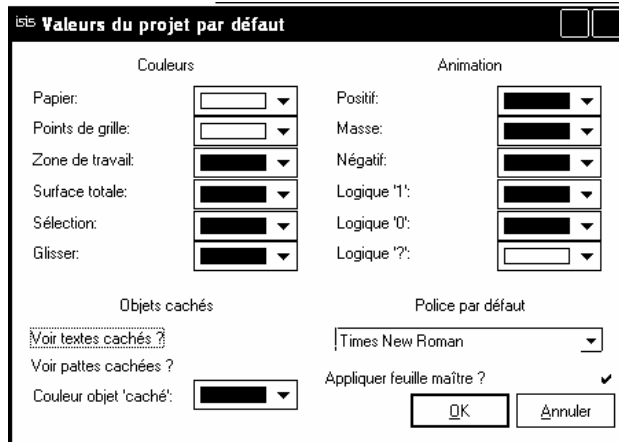 isis Valeurs du projet par défaut
Couleurs
Papier:
Points de grille:
Zone de travail:
Surface totale:
Sélection:
Glisser:
Animation
Positif:
Masse:
Négatif:
Logique '1':
Logique '0':
Logique '?':
Objets cachés
Voir textes cachés ?
Voir pattes cachées ?
Couleur objet 'caché':
Police par défaut
Times New Roman
Appliquer feuille maître ?
OK
Annuler